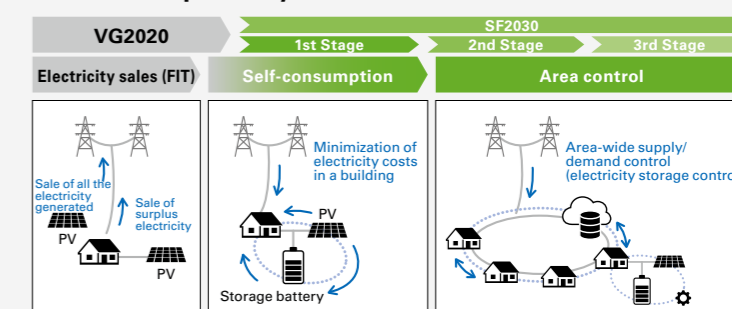 VG2020
SF2030
1st Stage
2nd Stage
3rd Stage
Electricity sales (FIT)
Self-consumption
Area control
Sale of all the
electricity
generated
Sale of
surplus
electricity
PV
PV
Minimization of
electricity costs
in a building
PV
Storage battery
Area-wide supply/
demand control
(electricity storage